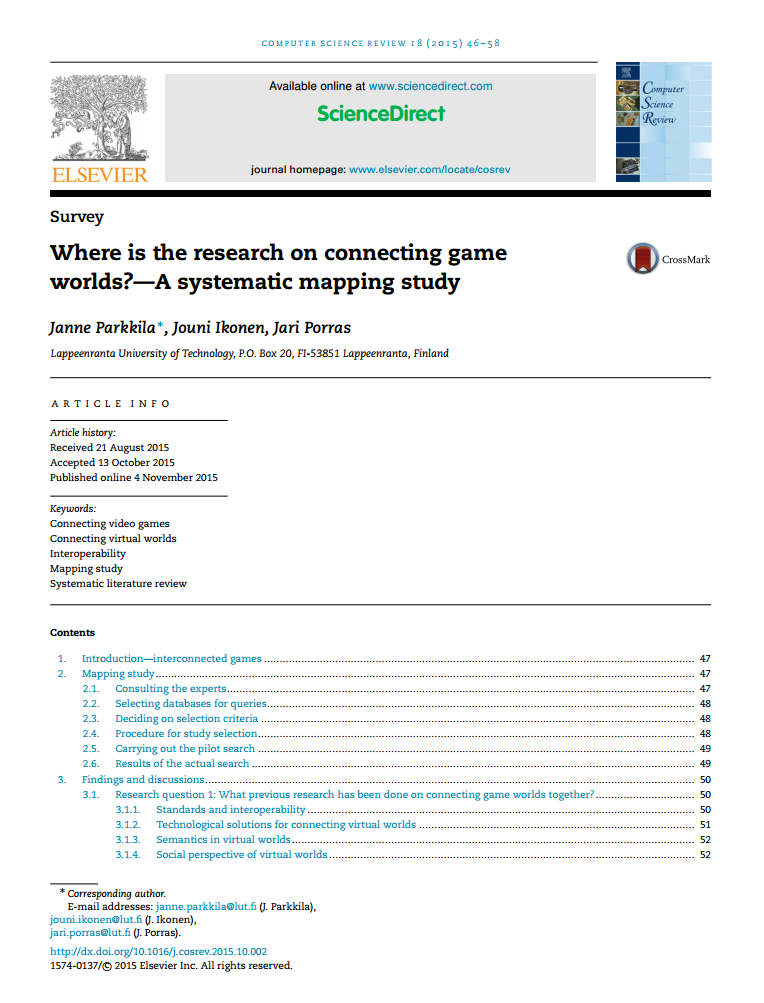 COMPUTER SCIENCE REVIEW 18 (2015) 46–58
Available online at www.sciencedirect.com
ScienceDirect
journal homepage: www.elsevier.com/locate/cosrev
ELSEVIER
Computer
Science
Review
Survey
Where is the research on connecting game
worlds?—A systematic mapping study
CrossMark
Janne Parkkila*, Jouni Ikonen, Jari Porras
Lappeenranta University of Technology, P.O. Box 20, FI-53851 Lappeenranta, Finland
ARTICLE INFO
Article history:
Received 21 August 2015
Accepted 13 October 2015
Published online 4 November 2015
Keywords:
Connecting video games
Connecting virtual worlds
Interoperability
Mapping study
Systematic literature review
Contents
1. Introduction—interconnected games ... 47
2. Mapping study ... 47
2.1. Consulting the experts ... 47
2.2. Selecting databases for queries ... 48
2.3. Deciding on selection criteria ... 48
2.4. Procedure for study selection ... 48
2.5. Carrying out the pilot search ... 49
2.6. Results of the actual search ... 49
3. Findings and discussions ... 50
3.1. Research question 1: What previous research has been done on connecting game worlds together? ... 50
3.1.1. Standards and interoperability ... 50
3.1.2. Technological solutions for connecting virtual worlds ... 51
3.1.3. Semantics in virtual worlds ... 52
3.1.4. Social perspective of virtual worlds ... 52
* Corresponding author.
E-mail addresses: janne.parkkila@lut.fi (J. Parkkila),
jouni.ikonen@lut.fi (J. Ikonen),
jari.porras@lut.fi (J. Porras).
http://dx.doi.org/10.1016/j.cosrev.2015.10.002
1574-0137/© 2015 Elsevier Inc. All rights reserved.